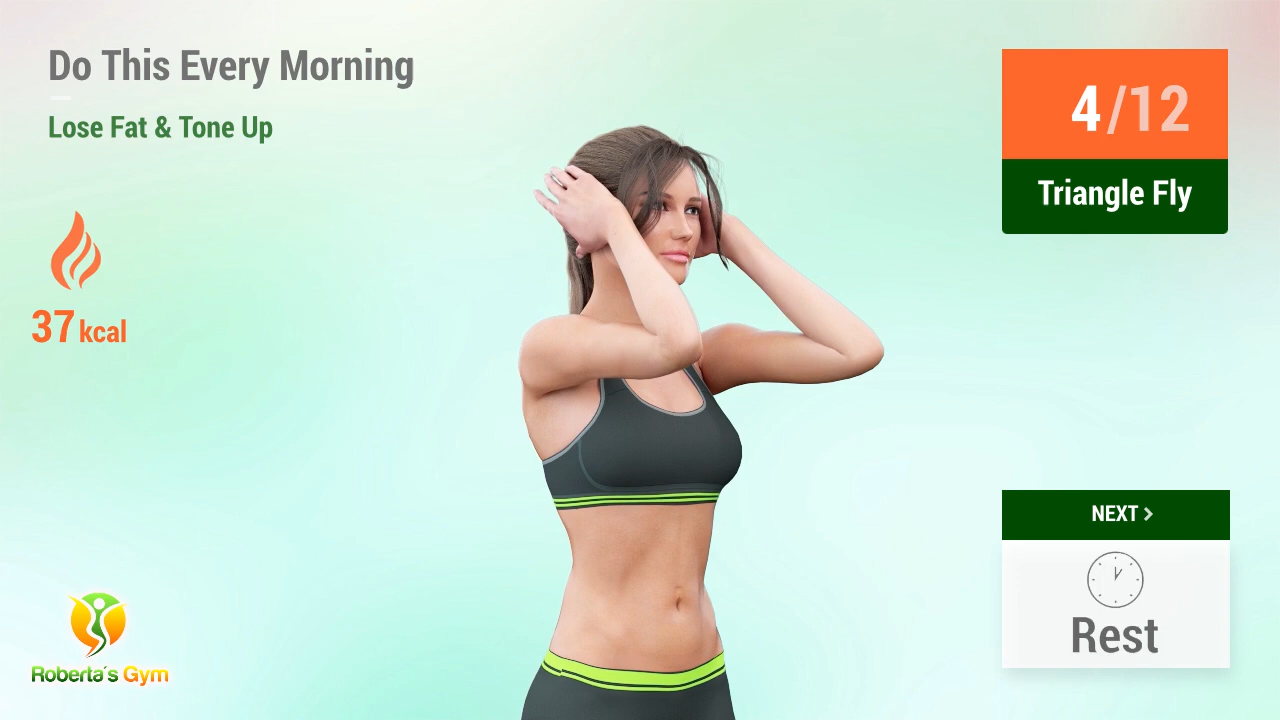 Do This Every Morning
Lose Fat & Tone Up
4/12
Triangle Fly
37 kcal
NEXT >
Rest
Roberta´s Gym